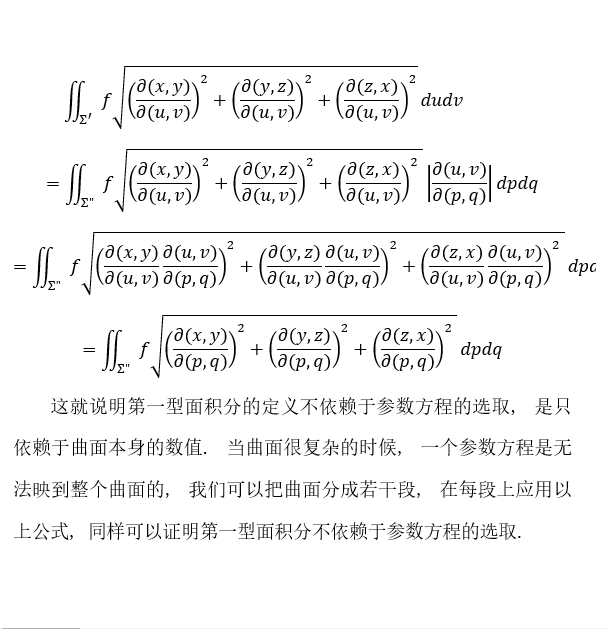 ∬_Σ′ f√((∂(x,y)/∂(u,v))² + (∂(y,z)/∂(u,v))² + (∂(z,x)/∂(u,v))²) dudv
= ∬_Σ" f√((∂(x,y)/∂(u,v))² + (∂(y,z)/∂(u,v))² + (∂(z,x)/∂(u,v))²) |∂(u,v)/∂(p,q)| dpdq
= ∬_Σ" f√((∂(x,y)/∂(u,v) ∂(u,v)/∂(p,q))² + (∂(y,z)/∂(u,v) ∂(u,v)/∂(p,q))² + (∂(z,x)/∂(u,v) ∂(u,v)/∂(p,q))²) dp
= ∬_Σ" f√((∂(x,y)/∂(p,q))² + (∂(y,z)/∂(p,q))² + (∂(z,x)/∂(p,q))²) dpdq
这就说明第一型面积分的定义不依赖于参数方程的选取, 是只
依赖于曲面本身的数值. 当曲面很复杂的时候, 一个参数方程是无
法映到整个曲面的, 我们可以把曲面分成若干段, 在每段上应用以
上公式, 同样可以证明第一型面积分不依赖于参数方程的选取.